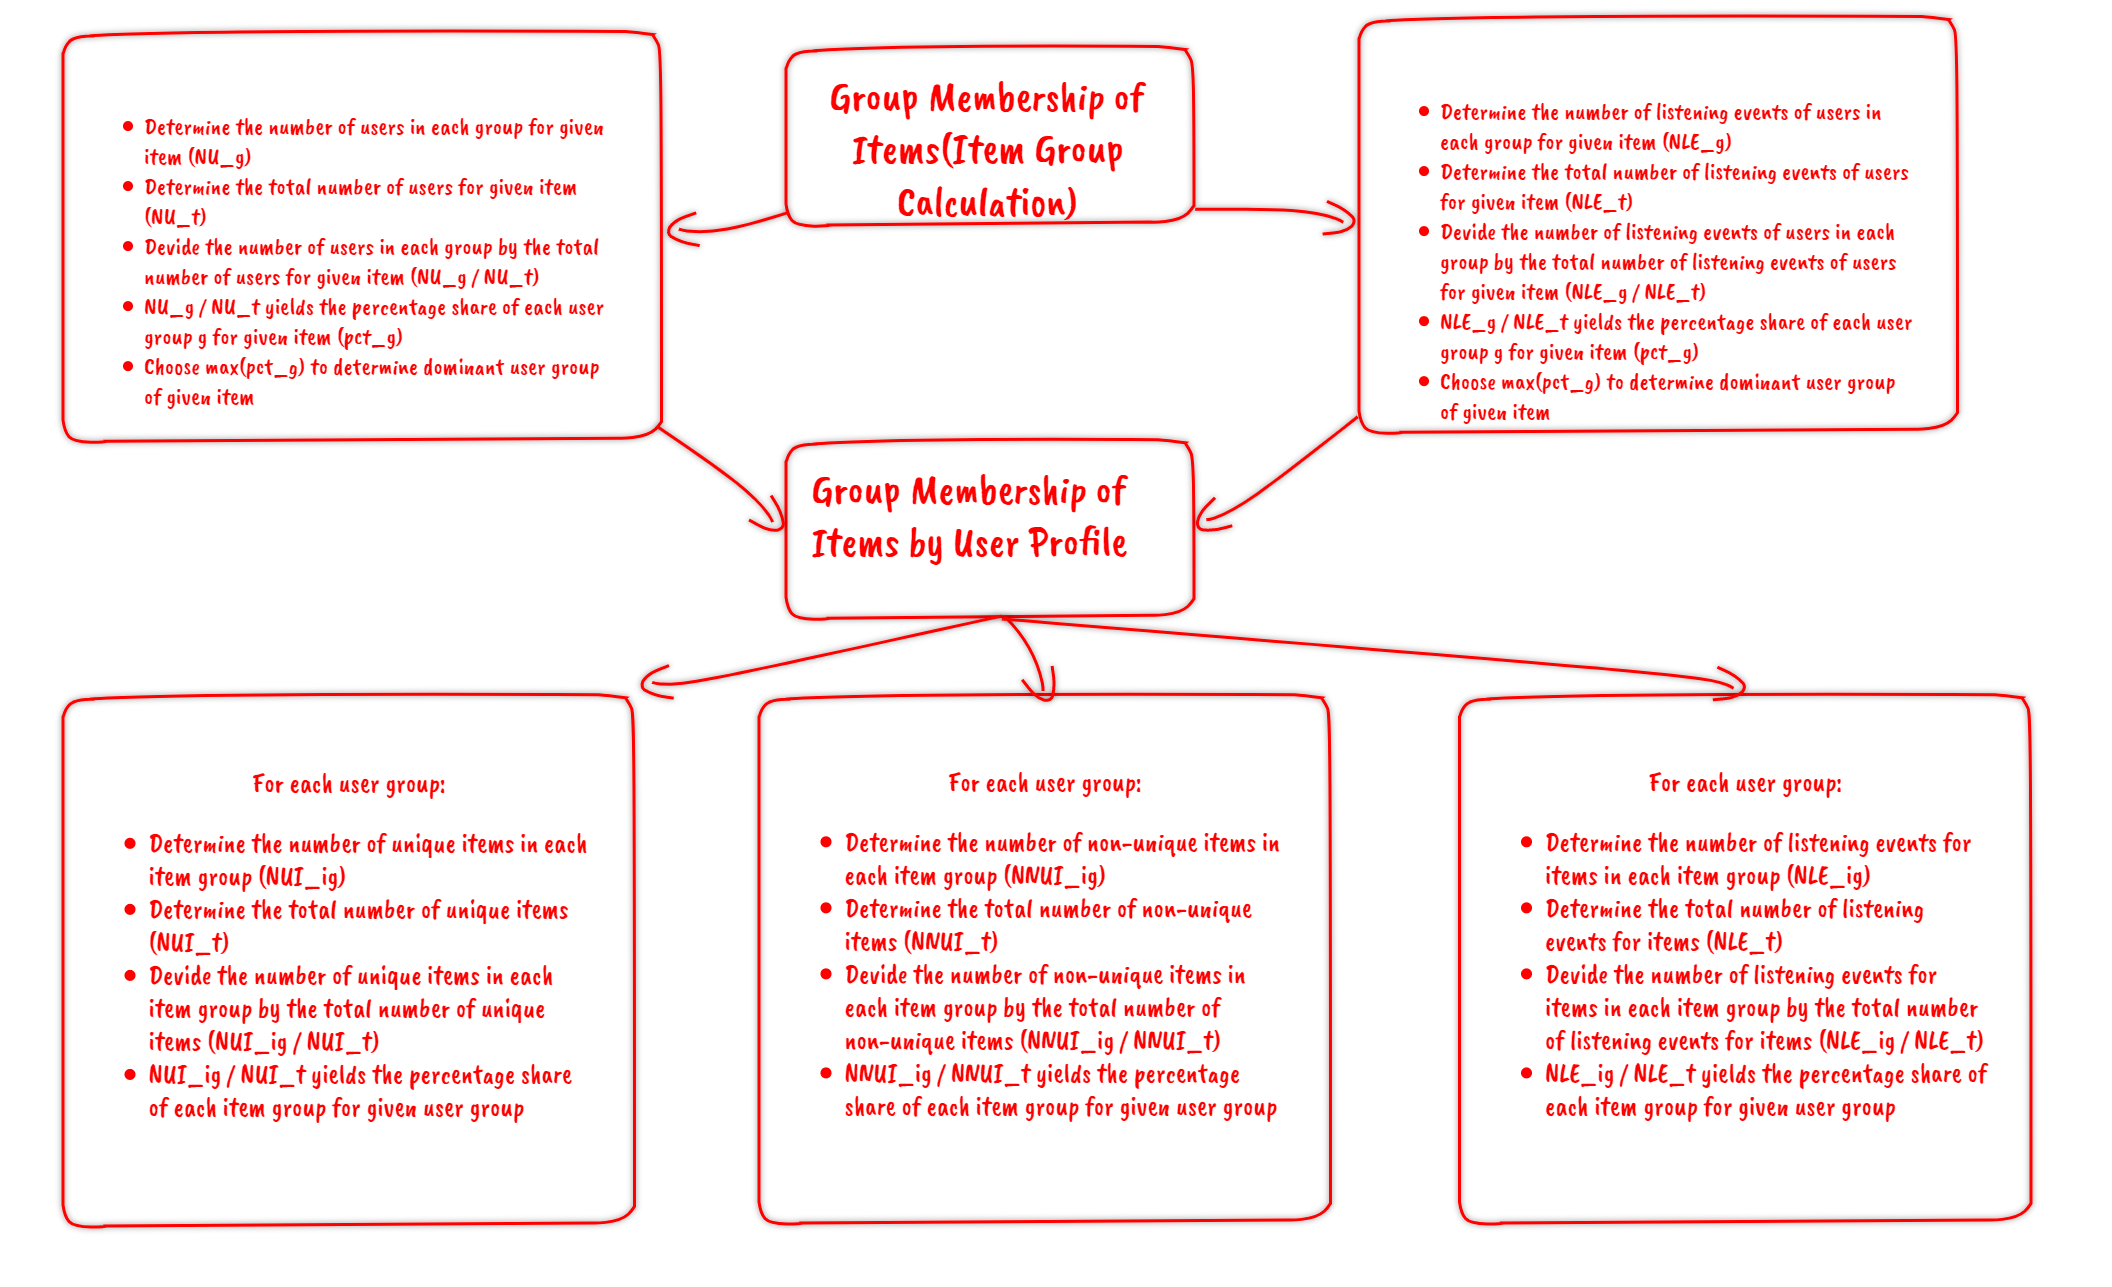 Group Membership of
Items(Item Group
Calculation)
Determine the number of users in each group for given
item (NU_g)
Determine the total number of users for given item
(NU_t)
Devide the number of users in each group by the total
number of users for given item (NU_g / NU_t)
NU_g / NU_t yields the percentage share of each user
group g for given item (pct_g)
Choose max(pct_g) to determine dominant user group
of given item
Determine the number of listening events of users in
each group for given item (NLE_g)
Determine the total number of listening events of users
for given item (NLE_t)
Devide the number of listening events of users in each
group by the total number of listening events of users
for given item (NLE_g / NLE_t)
NLE_g / NLE_t yields the percentage share of each user
group g for given item (pct_g)
Choose max(pct_g) to determine dominant user group
of given item
Group Membership of
Items by User Profile
For each user group:
Determine the number of unique items in each
item group (NUI_ig)
Determine the total number of unique items
(NUI_t)
Devide the number of unique items in each
item group by the total number of unique
items (NUI_ig / NUI_t)
NUI_ig / NUI_t yields the percentage share
of each item group for given user group
For each user group:
Determine the number of non-unique items in
each item group (NNUI_ig)
Determine the total number of non-unique
items (NNUI_t)
Devide the number of non-unique items in
each item group by the total number of
non-unique items (NNUI_ig / NNUI_t)
NNUI_ig / NNUI_t yields the percentage
share of each item group for given user group
For each user group:
Determine the number of listening events for
items in each item group (NLE_ig)
Determine the total number of listening
events for items (NLE_t)
Devide the number of listening events for
items in each item group by the total number
of listening events for items (NLE_ig / NLE_t)
NLE_ig / NLE_t yields the percentage share of
each item group for given user group